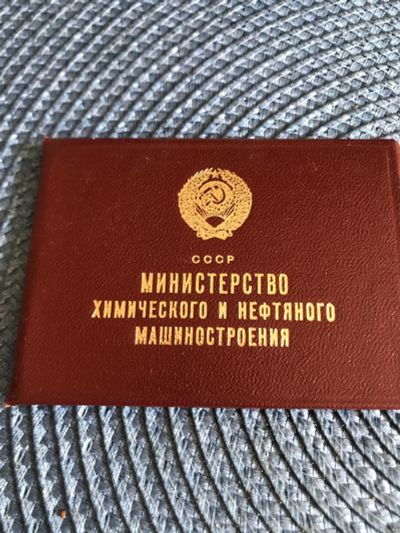 СССР
МИНИСТЕРСТВО
ХИМИЧЕСКОГО И НЕФТЯНОГО
МАШИНОСТРОЕНИЯ